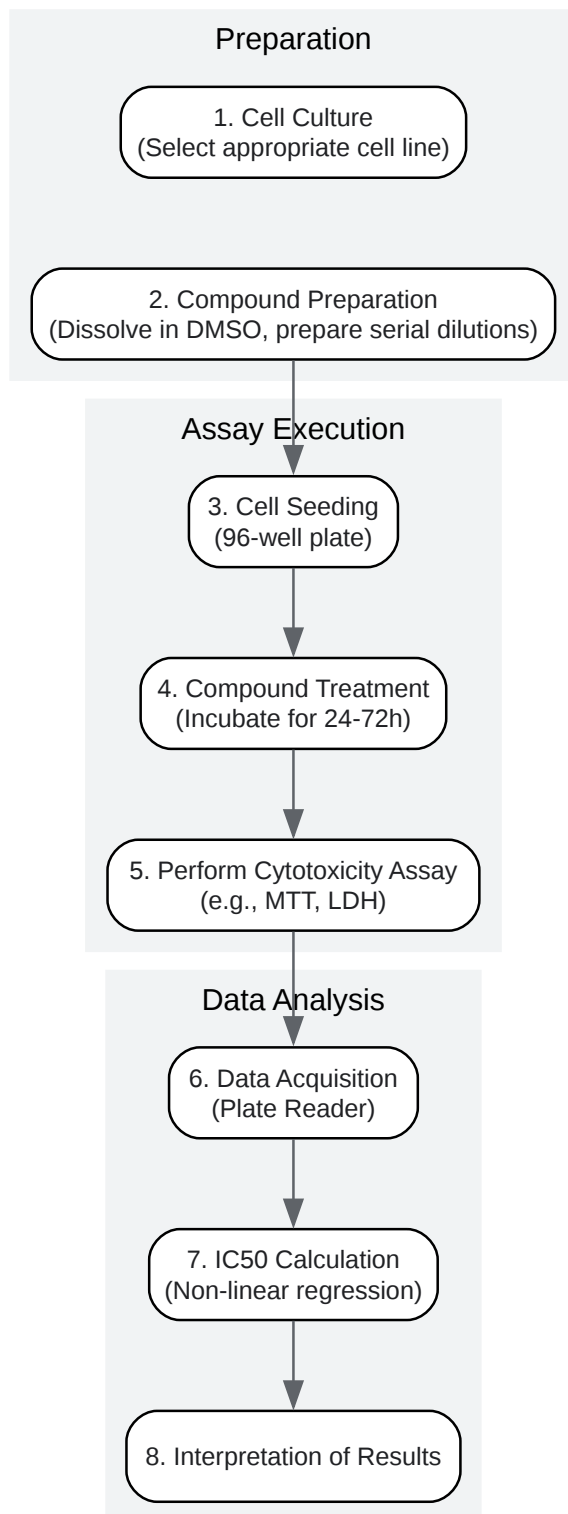 Preparation
1. Cell Culture
(Select appropriate cell line)
2. Compound Preparation
(Dissolve in DMSO, prepare serial dilutions)
Assay Execution
3. Cell Seeding
(96-well plate)
4. Compound Treatment
(Incubate for 24-72h)
5. Perform Cytotoxicity Assay
(e.g., MTT, LDH)
Data Analysis
6. Data Acquisition
(Plate Reader)
7. IC50 Calculation
(Non-linear regression)
8. Interpretation of Results